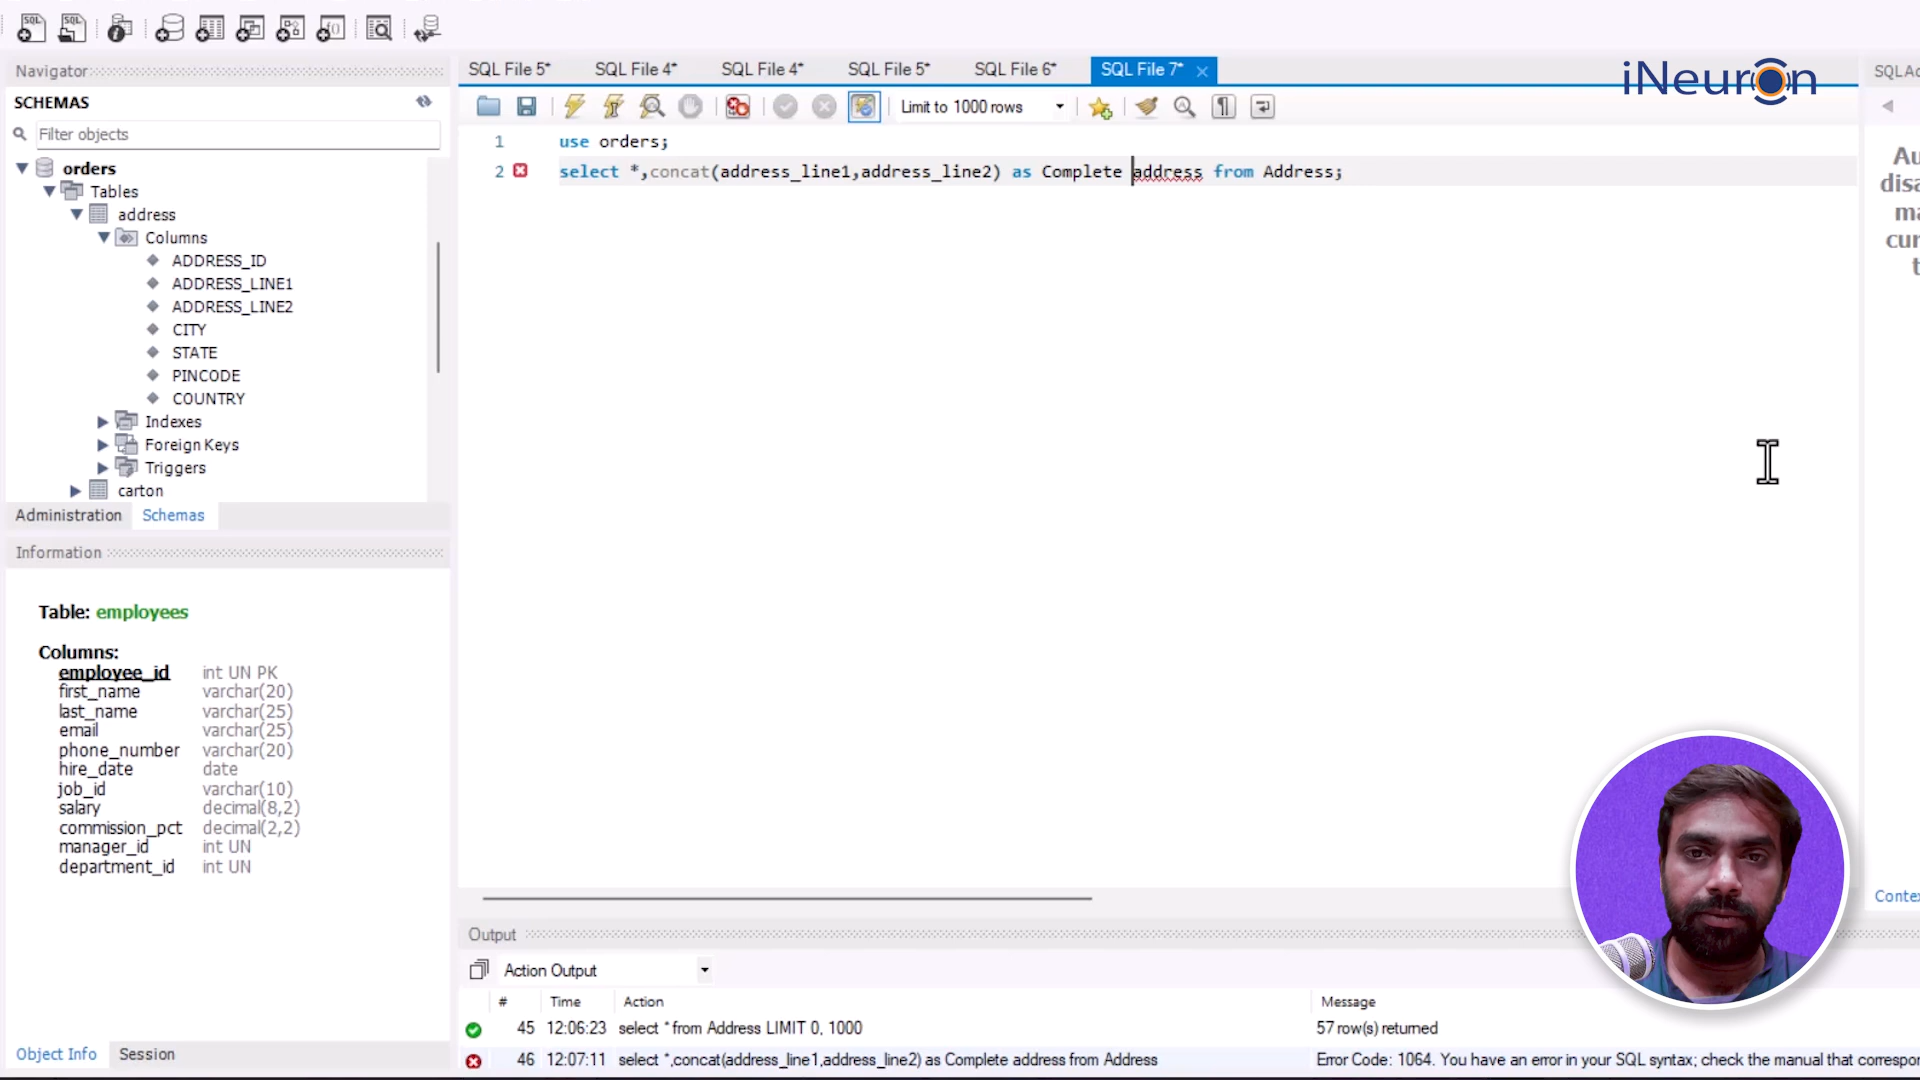 SQL File 5*
SQL File 4*
SQL File 4*
SQL File 5*
SQL File 6*
SQL File 7*
iNeuron
Navigator
SCHEMAS
Filter objects
orders
Tables
address
Columns
ADDRESS_ID
ADDRESS_LINE1
ADDRESS_LINE2
CITY
STATE
PINCODE
COUNTRY
Indexes
Foreign Keys
Triggers
carton
Administration Schemas
Information
Table: employees
Columns:
employee_id int UN PK
first_name varchar(20)
last_name varchar(25)
email varchar(25)
phone_number varchar(20)
hire_date date
job_id varchar(10)
salary decimal(8,2)
commission_pct decimal(2,2)
manager_id int UN
department_id int UN
Object Info Session
Limit to 1000 rows
1 use orders;
2 select *,concat(address_line1,address_line2) as Complete address from Address;
Output
Action Output
# Time Action Message
45 12:06:23 select * from Address LIMIT 0, 1000 57 row(s) returned
46 12:07:11 select *,concat(address_line1,address_line2) as Complete address from Address Error Code: 1064. You have an error in your SQL syntax; check the manual that